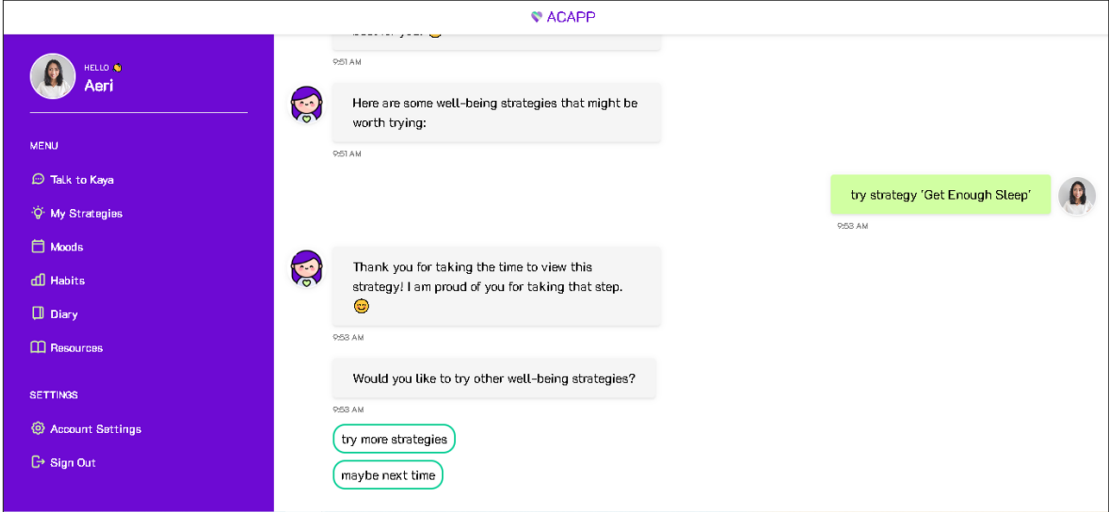 ACAPP
HELLO
Aeri
MENU
Talk to Kaya
My Strategies
Moods
Habits
Diary
Resources
SETTINGS
Account Settings
Sign Out
9:51 AM
Here are some well-being strategies that might be
worth trying:
9:51 AM
try strategy 'Get Enough Sleep'
9:53 AM
Thank you for taking the time to view this
strategy! I am proud of you for taking that step.
9:53 AM
Would you like to try other well-being strategies?
9:53 AM
try more strategies
maybe next time